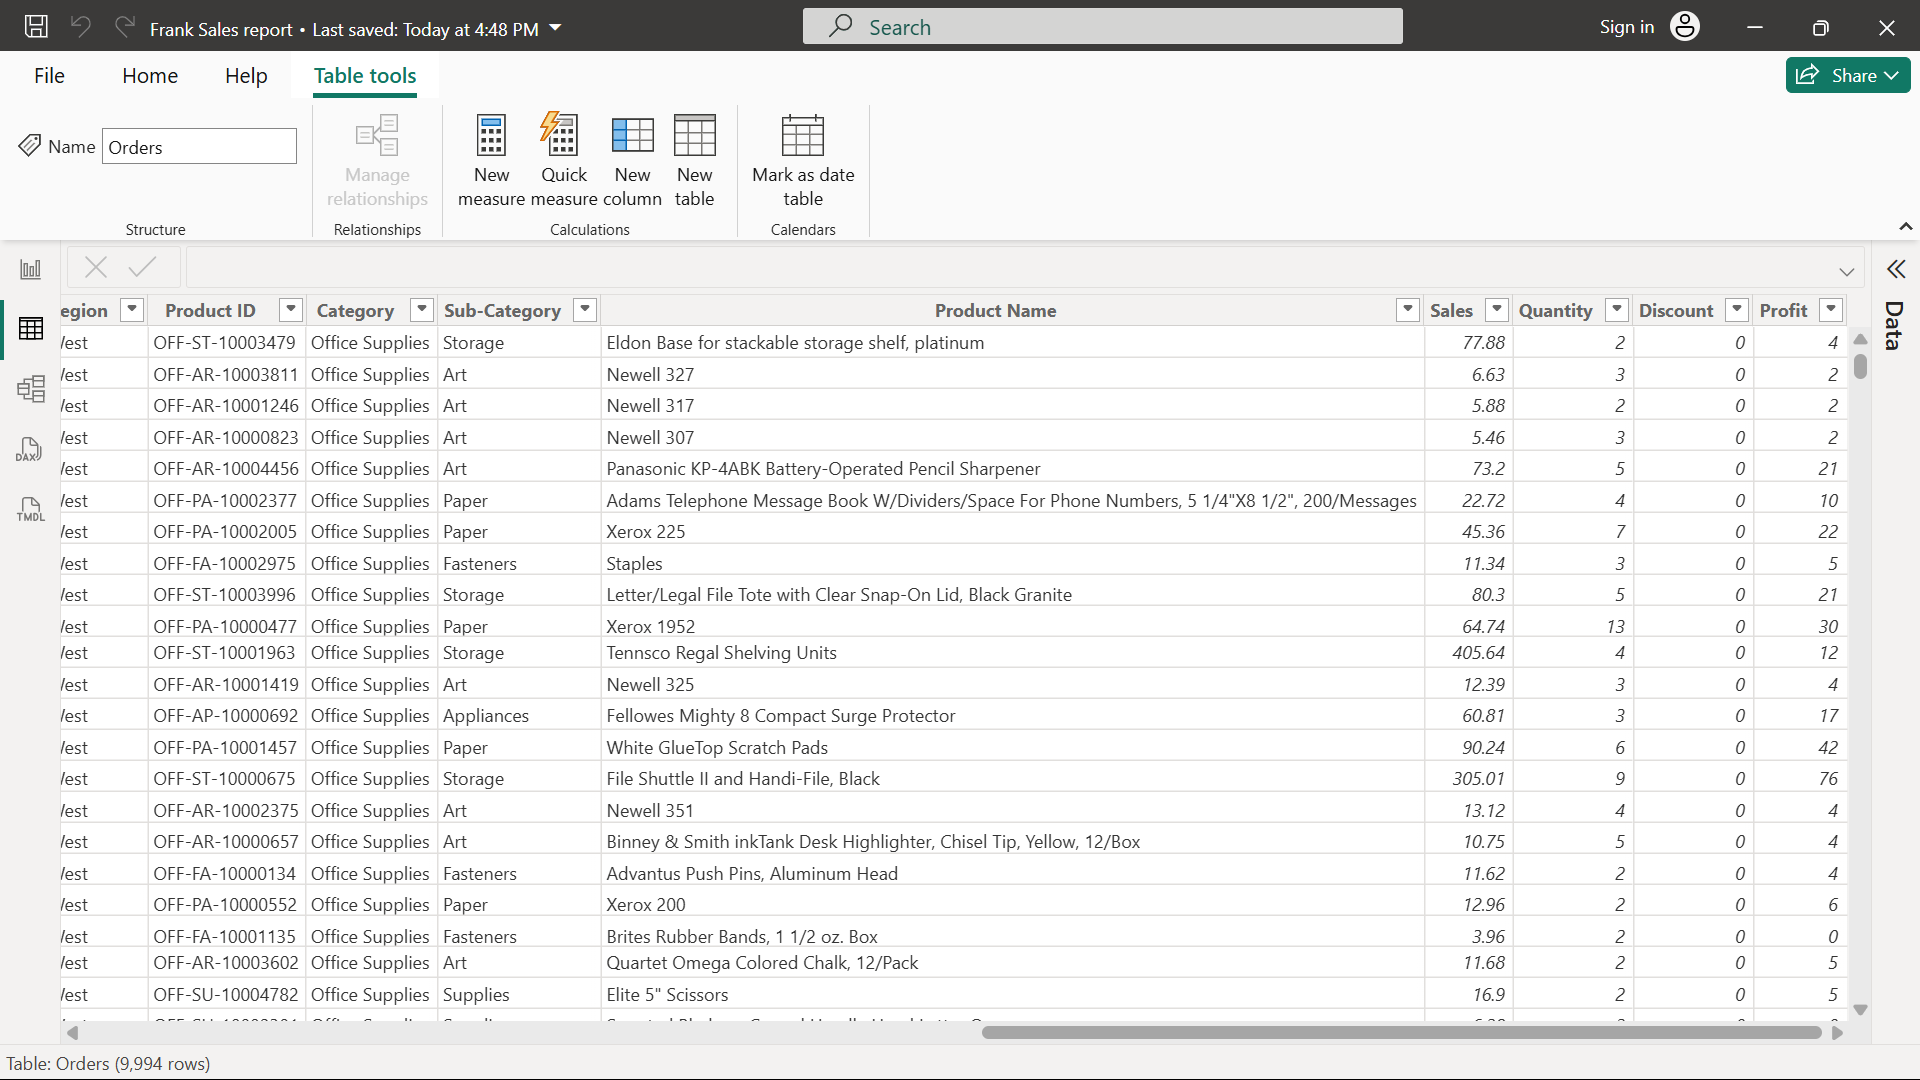 Frank Sales report • Last saved: Today at 4:48 PM
Search
Sign in
File Home Help Table tools
Share
Name Orders
Manage relationships
New measure
Quick measure
New column
New table
Mark as date table
Structure Relationships Calculations Calendars
egion Product ID Category Sub-Category Product Name Sales Quantity Discount Profit
Data
DAX
TMDL
est OFF-ST-10003479 Office Supplies Storage Eldon Base for stackable storage shelf, platinum 77.88 2 0 4
est OFF-AR-10003811 Office Supplies Art Newell 327 6.63 3 0 2
est OFF-AR-10001246 Office Supplies Art Newell 317 5.88 2 0 2
est OFF-AR-10000823 Office Supplies Art Newell 307 5.46 3 0 2
est OFF-AR-10004456 Office Supplies Art Panasonic KP-4ABK Battery-Operated Pencil Sharpener 73.2 5 0 21
est OFF-PA-10002377 Office Supplies Paper Adams Telephone Message Book W/Dividers/Space For Phone Numbers, 5 1/4"X8 1/2", 200/Messages 22.72 4 0 10
est OFF-PA-10002005 Office Supplies Paper Xerox 225 45.36 7 0 22
est OFF-FA-10002975 Office Supplies Fasteners Staples 11.34 3 0 5
est OFF-ST-10003996 Office Supplies Storage Letter/Legal File Tote with Clear Snap-On Lid, Black Granite 80.3 5 0 21
est OFF-PA-10000477 Office Supplies Paper Xerox 1952 64.74 13 0 30
est OFF-ST-10001963 Office Supplies Storage Tennsco Regal Shelving Units 405.64 4 0 12
est OFF-AR-10001419 Office Supplies Art Newell 325 12.39 3 0 4
est OFF-AP-10000692 Office Supplies Appliances Fellowes Mighty 8 Compact Surge Protector 60.81 3 0 17
est OFF-PA-10001457 Office Supplies Paper White GlueTop Scratch Pads 90.24 6 0 42
est OFF-ST-10000675 Office Supplies Storage File Shuttle II and Handi-File, Black 305.01 9 0 76
est OFF-AR-10002375 Office Supplies Art Newell 351 13.12 4 0 4
est OFF-AR-10000657 Office Supplies Art Binney & Smith inkTank Desk Highlighter, Chisel Tip, Yellow, 12/Box 10.75 5 0 4
est OFF-FA-10000134 Office Supplies Fasteners Advantus Push Pins, Aluminum Head 11.62 2 0 4
est OFF-PA-10000552 Office Supplies Paper Xerox 200 12.96 2 0 6
est OFF-FA-10001135 Office Supplies Fasteners Brites Rubber Bands, 1 1/2 oz. Box 3.96 2 0 0
est OFF-AR-10003602 Office Supplies Art Quartet Omega Colored Chalk, 12/Pack 11.68 2 0 5
est OFF-SU-10004782 Office Supplies Supplies Elite 5" Scissors 16.9 2 0 5
Table: Orders (9,994 rows)